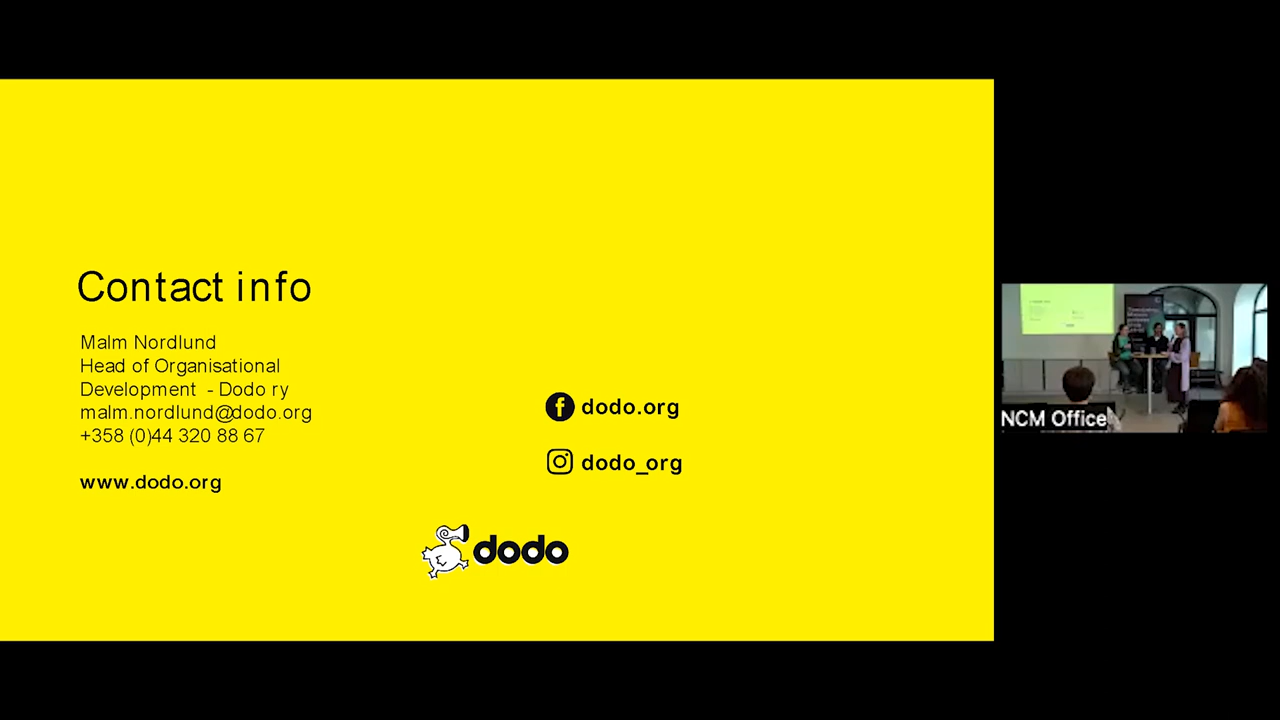 Contact info
Malm Nordlund
Head of Organisational
Development - Dodo ry
malm.nordlund@dodo.org
+358 (0)44 320 88 67
www.dodo.org
dodo.org
dodo_org
dodo
NCM Office